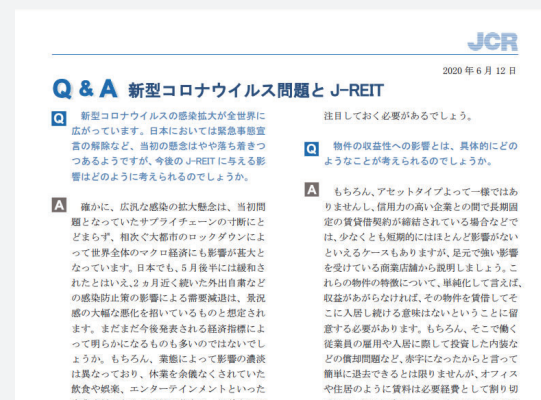 JCR
2020 年 6 月 12 日
Q & A 新型コロナウイルス問題と J-REIT
Q 新型コロナウイルスの感染拡大が全世界に
広がっています。日本においては緊急事態宣
言の解除など、当初の懸念はやや落ち着きつ
つあるようですが、今後の J-REIT に与える影
響はどのように考えられるのでしょうか。
A 確かに、広汎な感染の拡大懸念は、当初問
題となっていたサプライチェーンの寸断にと
どまらず、相次ぐ大都市のロックダウンによ
って世界全体のマクロ経済にも影響が甚大と
なっています。日本でも、5 月後半には緩和さ
れたとはいえ、2 ヵ月近く続いた外出自粛など
の感染防止策の影響による需要減退は、景況
感の大幅な悪化を招いているものと想定され
ます。まだまだ今後発表される経済指標によ
って明らかになるものも多いのではないでし
ょうか。もちろん、業態によって影響の濃淡
は異なっており、休業を余儀なくされていた
飲食や娯楽、エンターテインメントといった
注目しておく必要があるでしょう。
Q 物件の収益性への影響とは、具体的にどの
ようなことが考えられるのでしょうか。
A もちろん、アセットタイプよって一様ではあ
りませんし、信用力の高い企業との間で長期固
定の賃貸借契約が締結されている場合などで
は、少なくとも短期的にはほとんど影響がない
といえるケースもありますが、足元で強い影響
を受けている商業店舗から説明しましょう。こ
れらの物件の特徴について、単純化して言えば、
収益があがらなければ、その物件を賃借してそ
こに入居し続ける意味はないということに留
意する必要があります。もちろん、そこで働く
従業員の雇用や入居に際して投資した内装な
どの償却問題など、赤字になったからと言って
簡単に退去できるとは限りませんが、オフィス
や住居のように賃料は必要経費として割り切